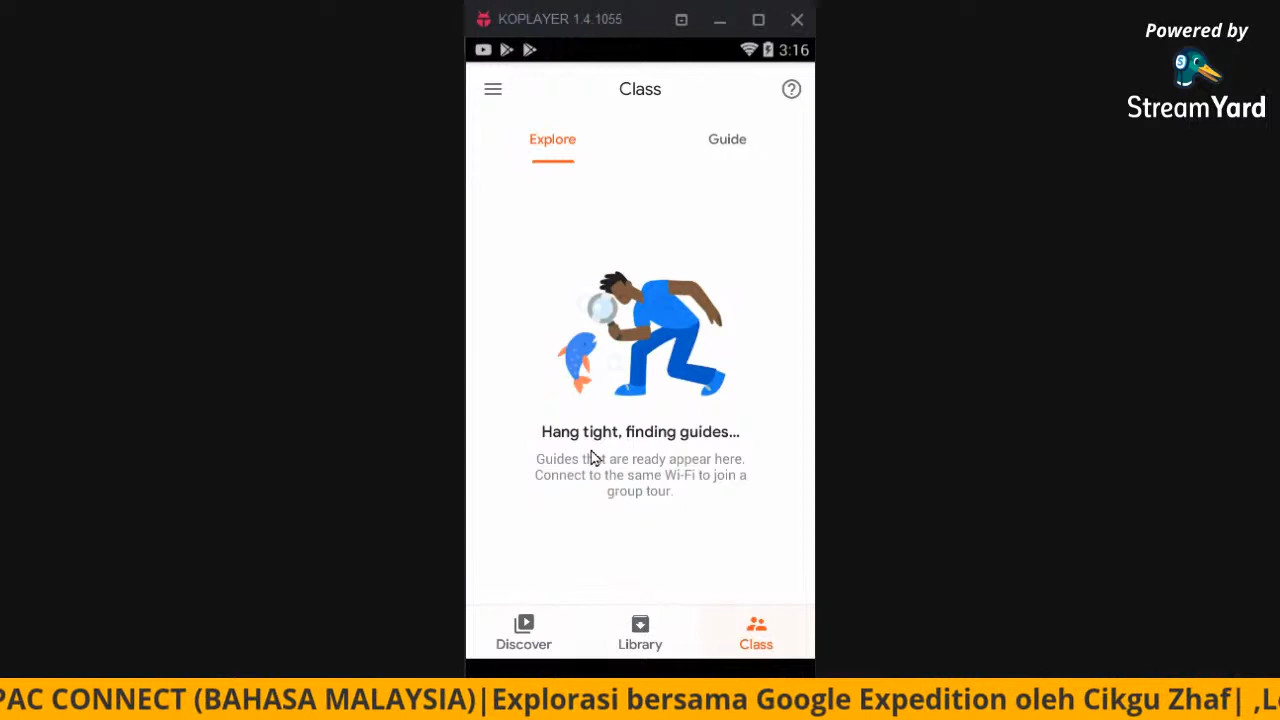 KOPLAYER 1.4.1055
3:16
Powered by
StreamYard
Class
Explore
Guide
Hang tight, finding guides...
Guides that are ready appear here.
Connect to the same Wi-Fi to join a
group tour.
Discover
Library
Class
PAC CONNECT (BAHASA MALAYSIA)|Explorasi bersama Google Expedition oleh Cikgu Zhaf| ,L